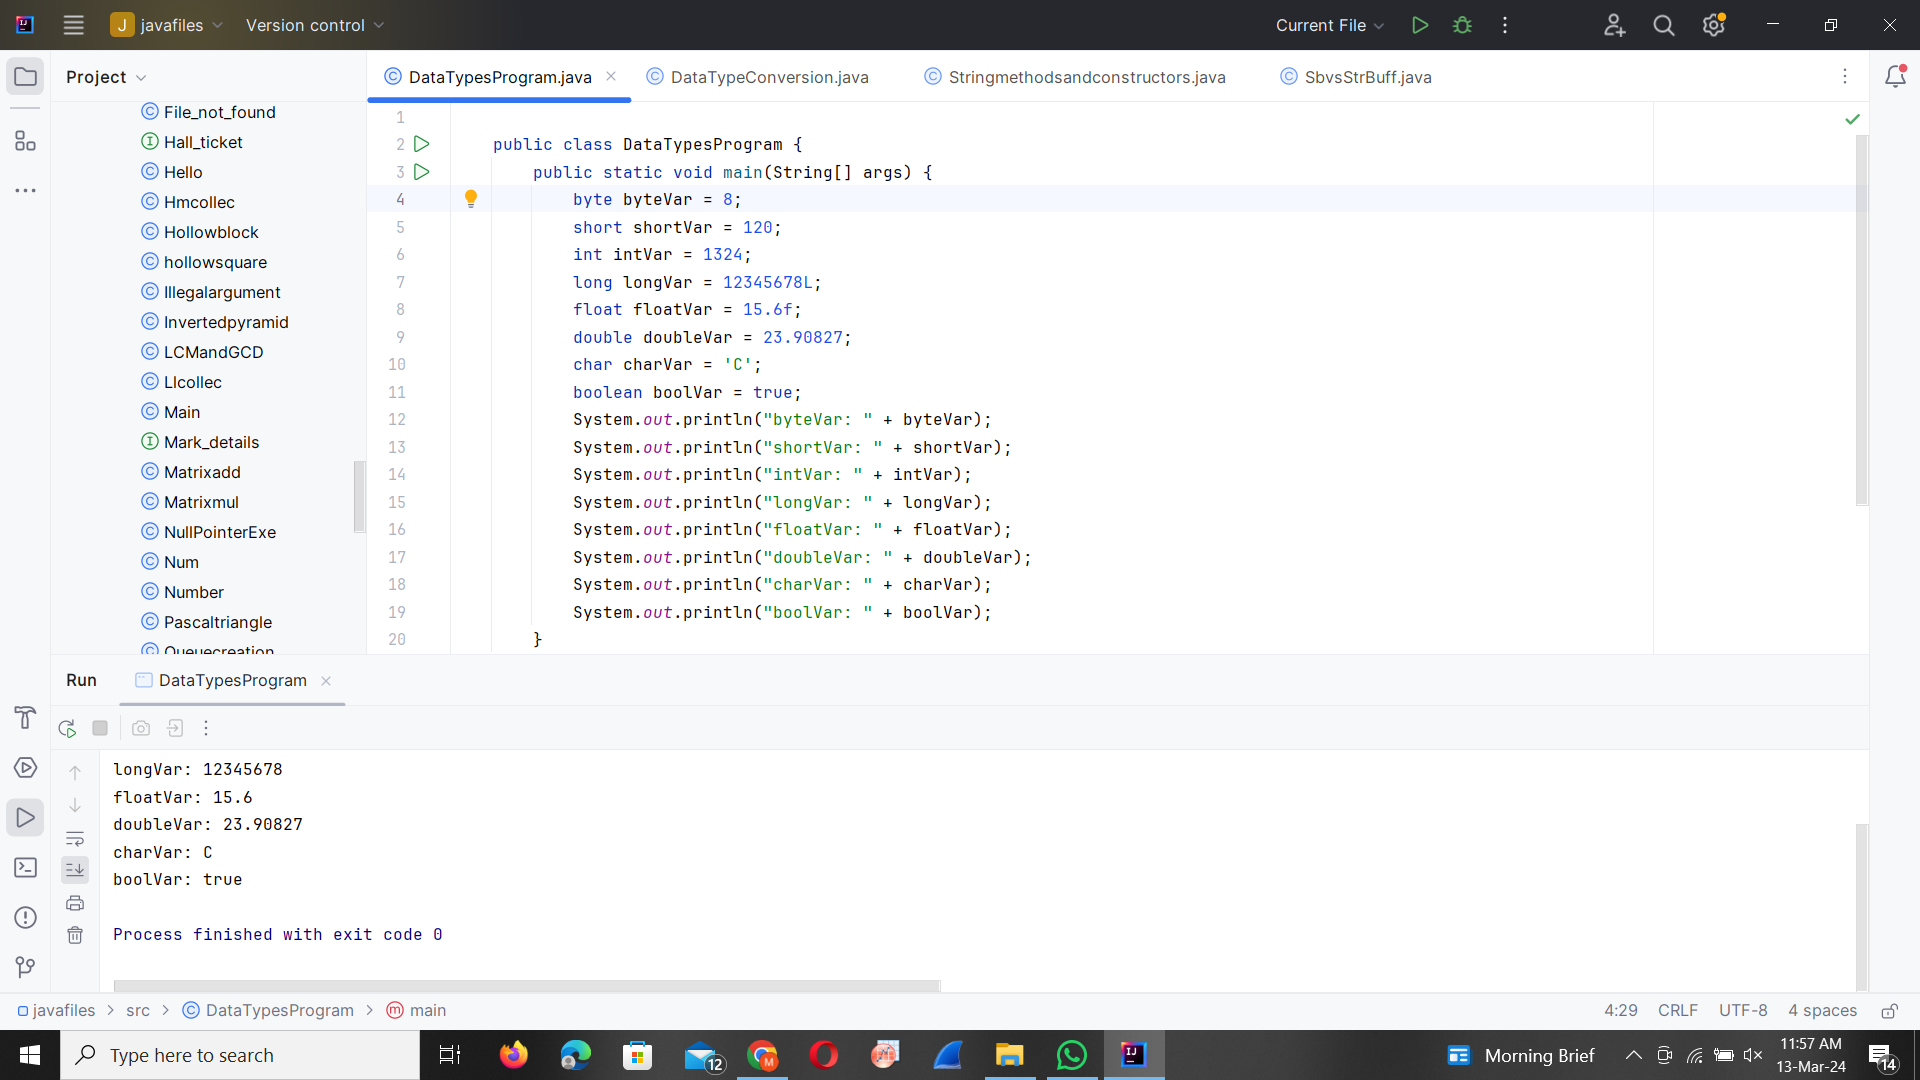 J javafiles Version control Current File
Project
DataTypesProgram.java DataTypeConversion.java Stringmethodsandconstructors.java SbvsStrBuff.java
File_not_found
Hall_ticket
Hello
Hmcollec
Hollowblock
hollowsquare
Illegalargument
Invertedpyramid
LCMandGCD
Llcollec
Main
Mark_details
Matrixadd
Matrixmul
NullPointerExe
Num
Number
Pascaltriangle
Queuecreation
1
2 public class DataTypesProgram {
3 public static void main(String[] args) {
4 byte byteVar = 8;
5 short shortVar = 120;
6 int intVar = 1324;
7 long longVar = 12345678L;
8 float floatVar = 15.6f;
9 double doubleVar = 23.90827;
10 char charVar = 'C';
11 boolean boolVar = true;
12 System.out.println("byteVar: " + byteVar);
13 System.out.println("shortVar: " + shortVar);
14 System.out.println("intVar: " + intVar);
15 System.out.println("longVar: " + longVar);
16 System.out.println("floatVar: " + floatVar);
17 System.out.println("doubleVar: " + doubleVar);
18 System.out.println("charVar: " + charVar);
19 System.out.println("boolVar: " + boolVar);
20 }
Run DataTypesProgram
longVar: 12345678
floatVar: 15.6
doubleVar: 23.90827
charVar: C
boolVar: true
Process finished with exit code 0
javafiles > src > DataTypesProgram > main 4:29 CRLF UTF-8 4 spaces
Type here to search 12 M Morning Brief 11:57 AM
13-Mar-24 14